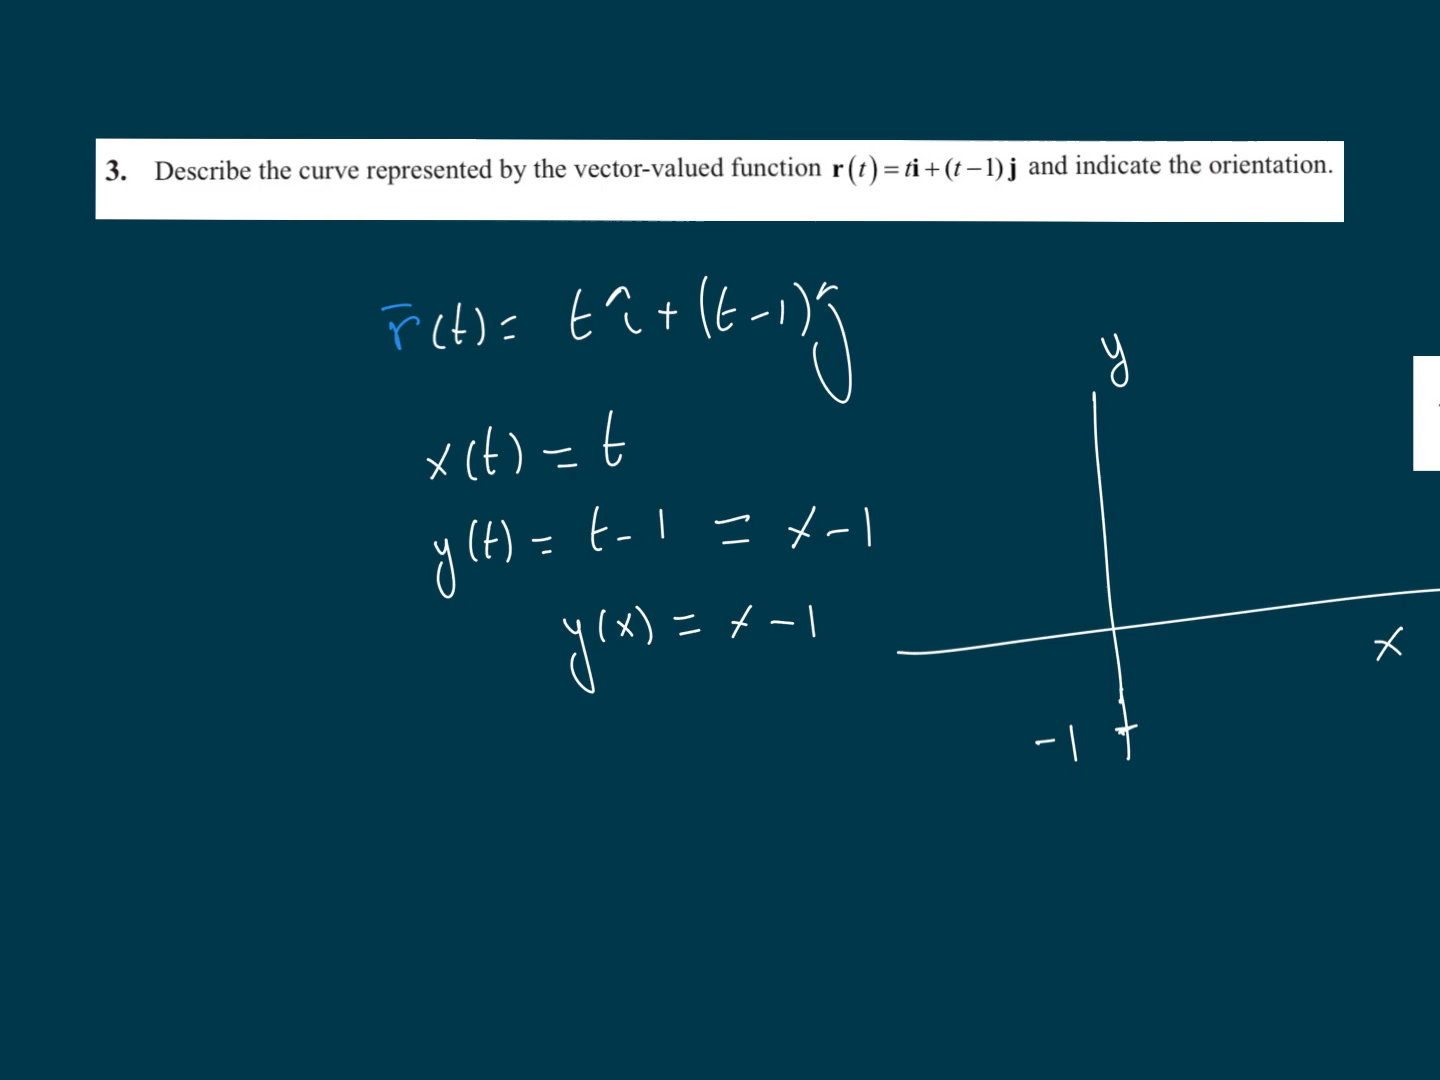 3. Describe the curve represented by the vector-valued function r(t) = ti + (t − 1)j and indicate the orientation.
r̄(t) = t î + (t - 1) ĵ
x(t) = t
y(t) = t - 1 = x - 1
y(x) = x - 1
y
x
-1